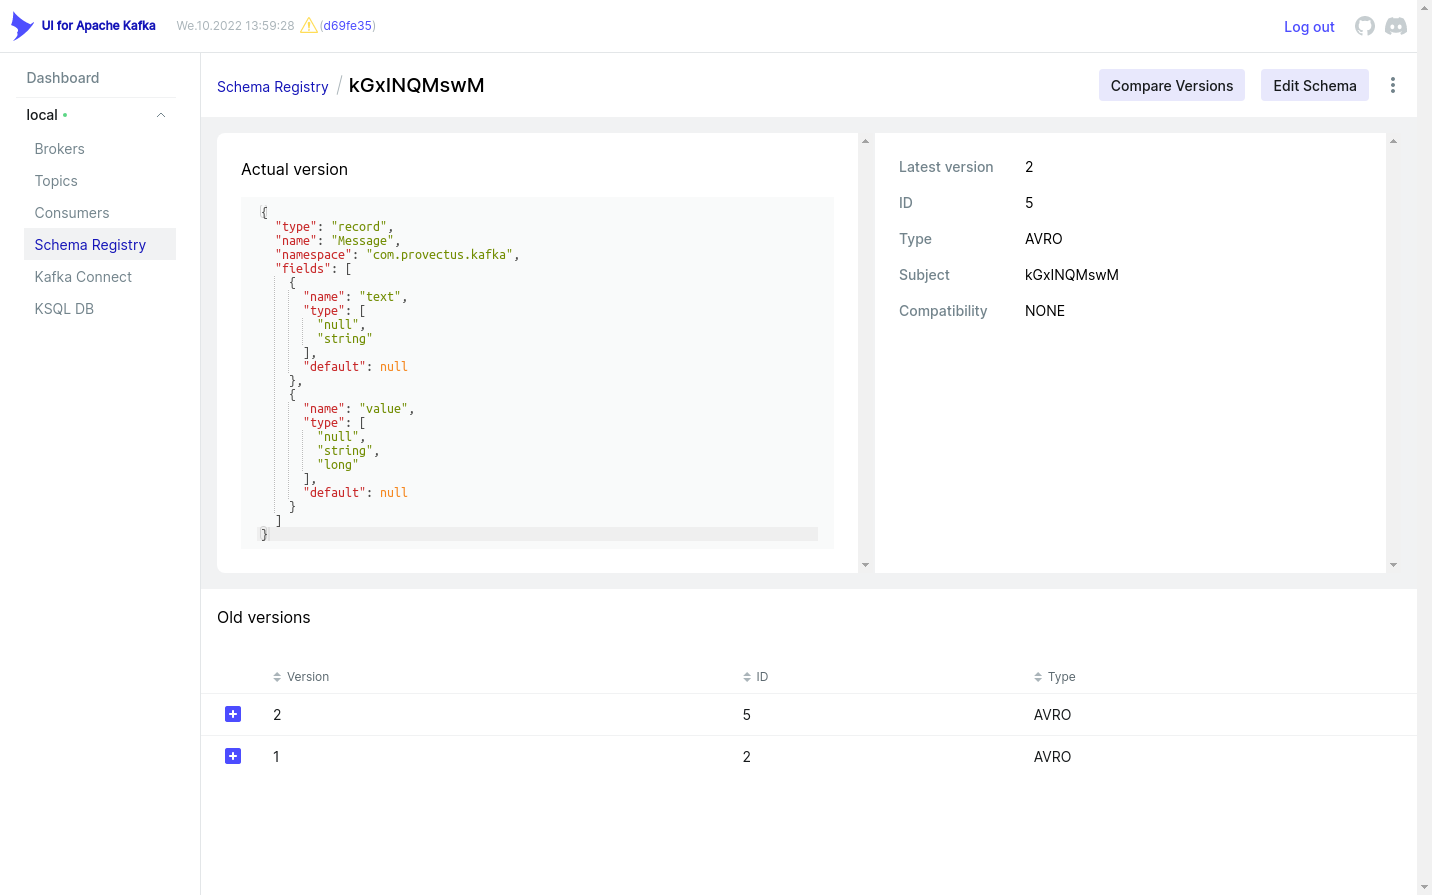 UI for Apache Kafka We.10.2022 13:59:28 (d69fe35) Log out
Dashboard
local
Brokers
Topics
Consumers
Schema Registry
Kafka Connect
KSQL DB
Schema Registry / kGxINQMswM Compare Versions Edit Schema
Actual version
{
"type": "record",
"name": "Message",
"namespace": "com.provectus.kafka",
"fields": [
{
"name": "text",
"type": [
"null",
"string"
],
"default": null
},
{
"name": "value",
"type": [
"null",
"string",
"long"
],
"default": null
}
]
}
Latest version 2
ID 5
Type AVRO
Subject kGxINQMswM
Compatibility NONE
Old versions
Version ID Type
2 5 AVRO
1 2 AVRO